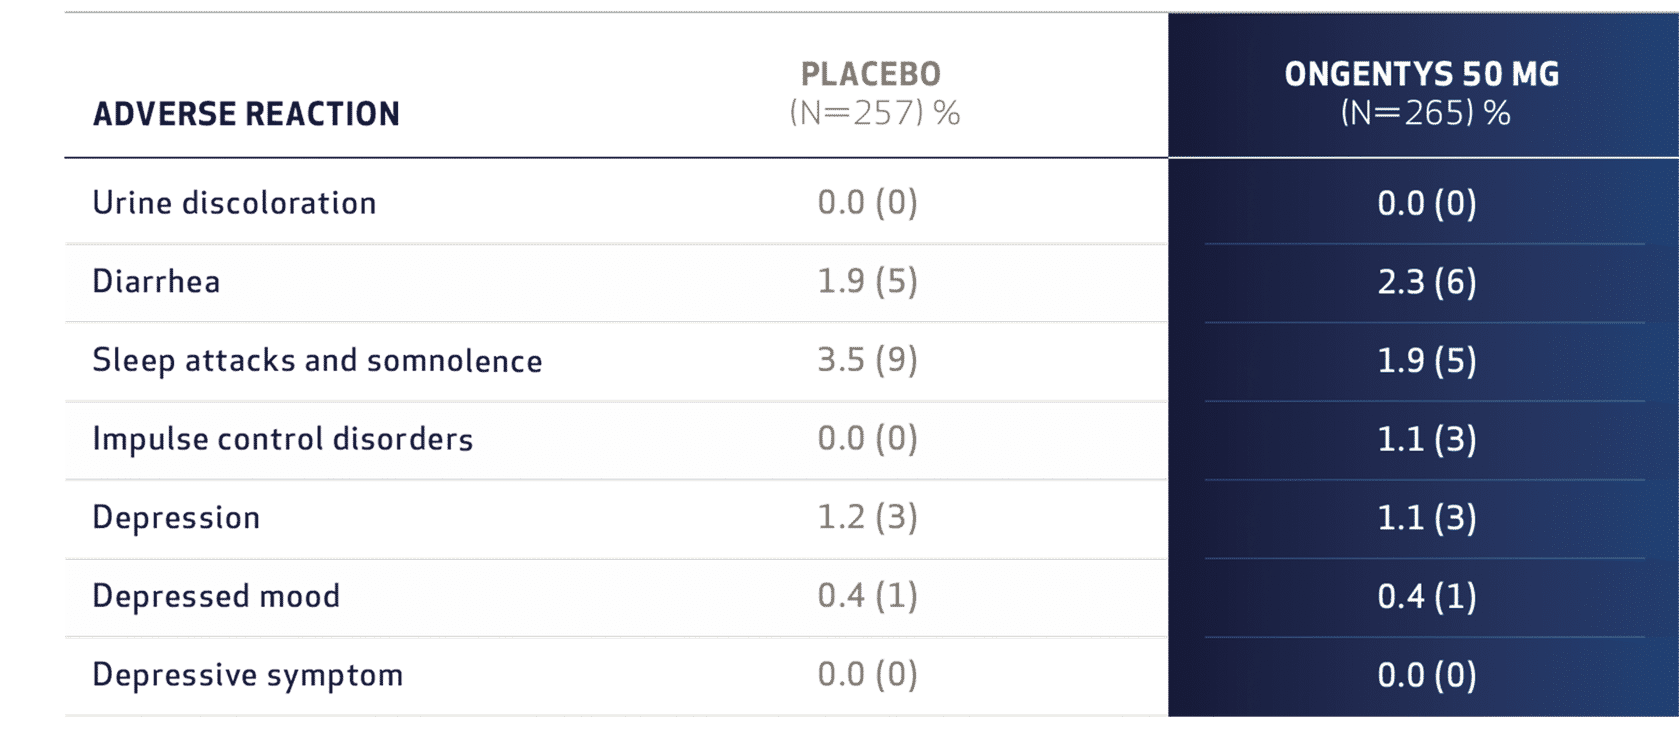 PLACEBO ONGENTYS 50 MG
ADVERSE REACTION (N=257) % (N=265) %
Urine discoloration 0.0 (0) 0.0 (0)
Diarrhea 1.9 (5) 2.3 (6)
Sleep attacks and somnolence 3.5 (9) 1.9 (5)
Impulse control disorders 0.0 (0) 1.1 (3)
Depression 1.2 (3) 1.1 (3)
Depressed mood 0.4 (1) 0.4 (1)
Depressive symptom 0.0 (0) 0.0 (0)